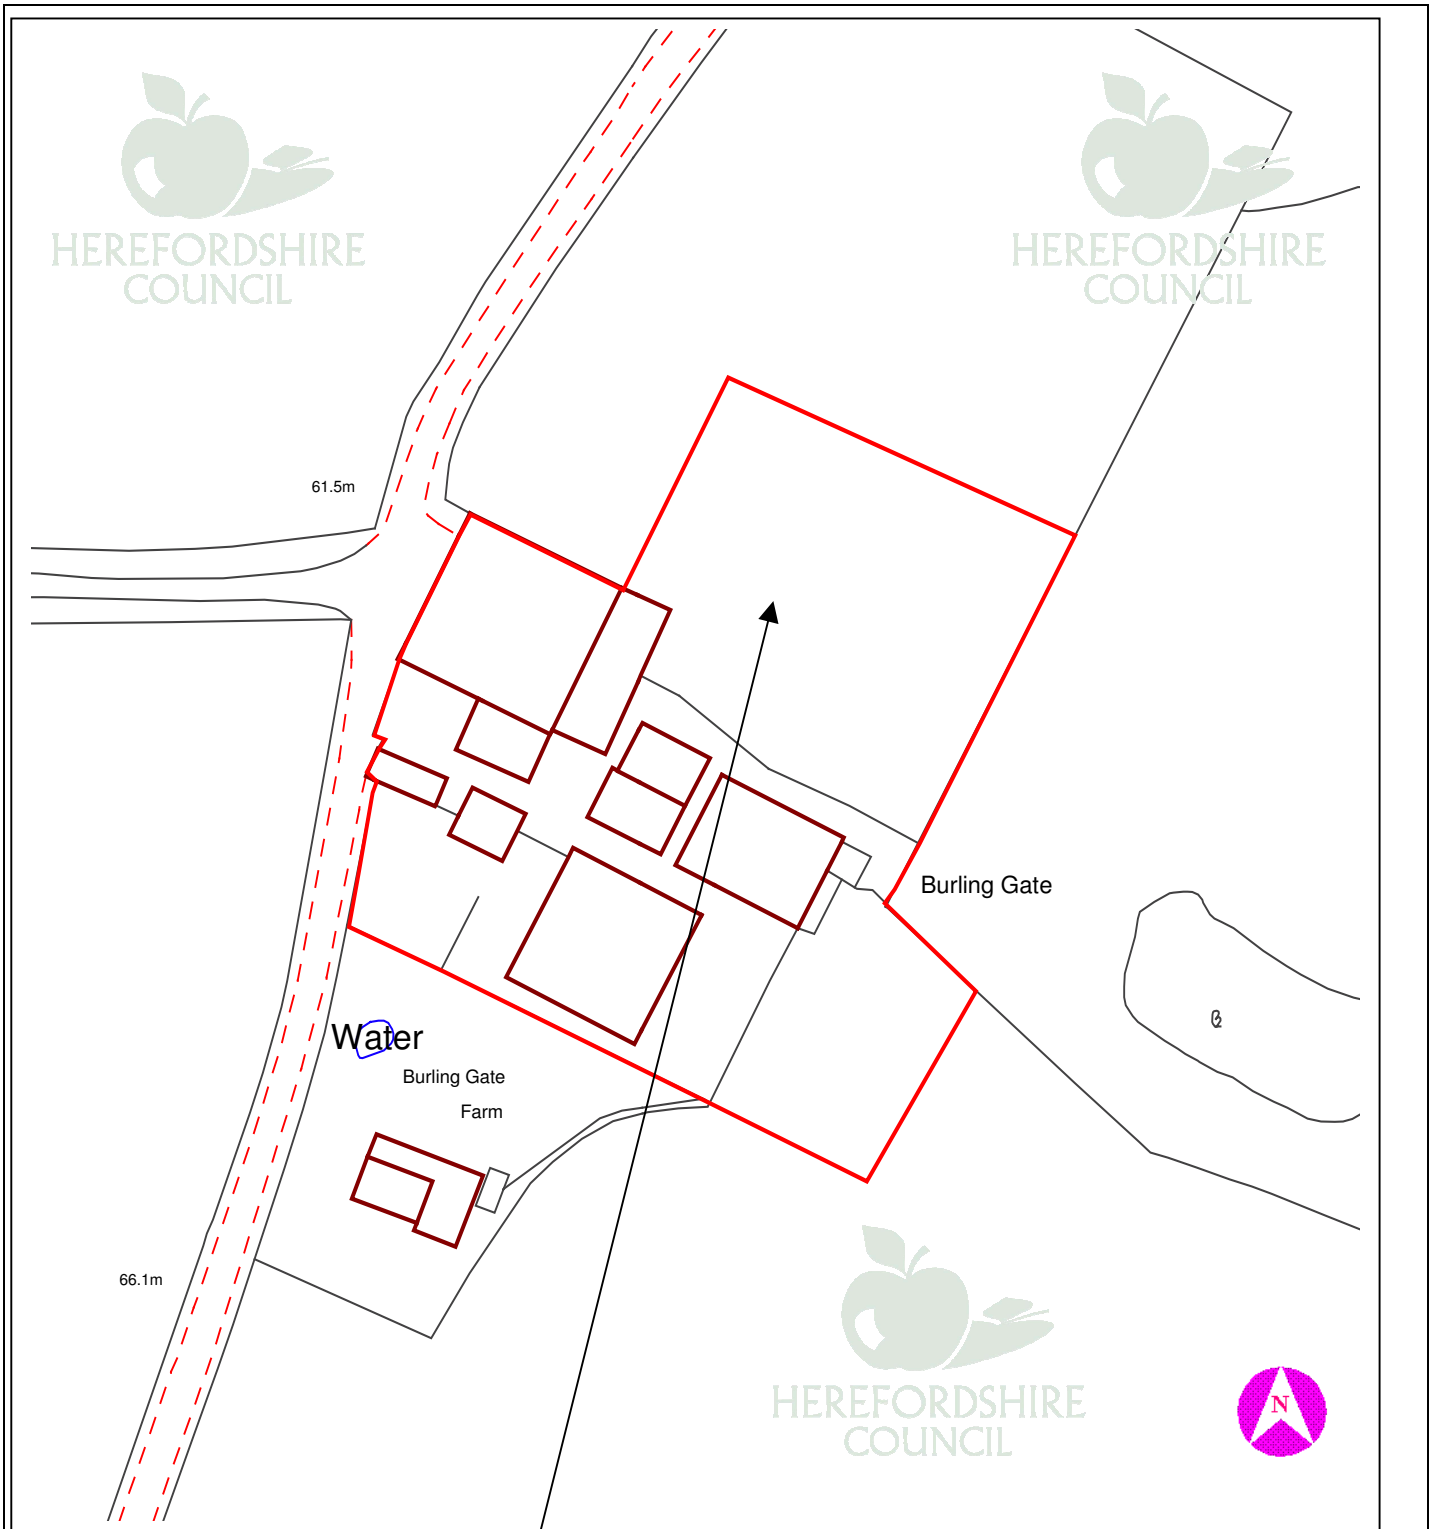 HEREFORDSHIRE
COUNCIL
HEREFORDSHIRE
COUNCIL
61.5m
Burling Gate
Water
Burling Gate
Farm
66.1m
HEREFORDSHIRE
COUNCIL
N